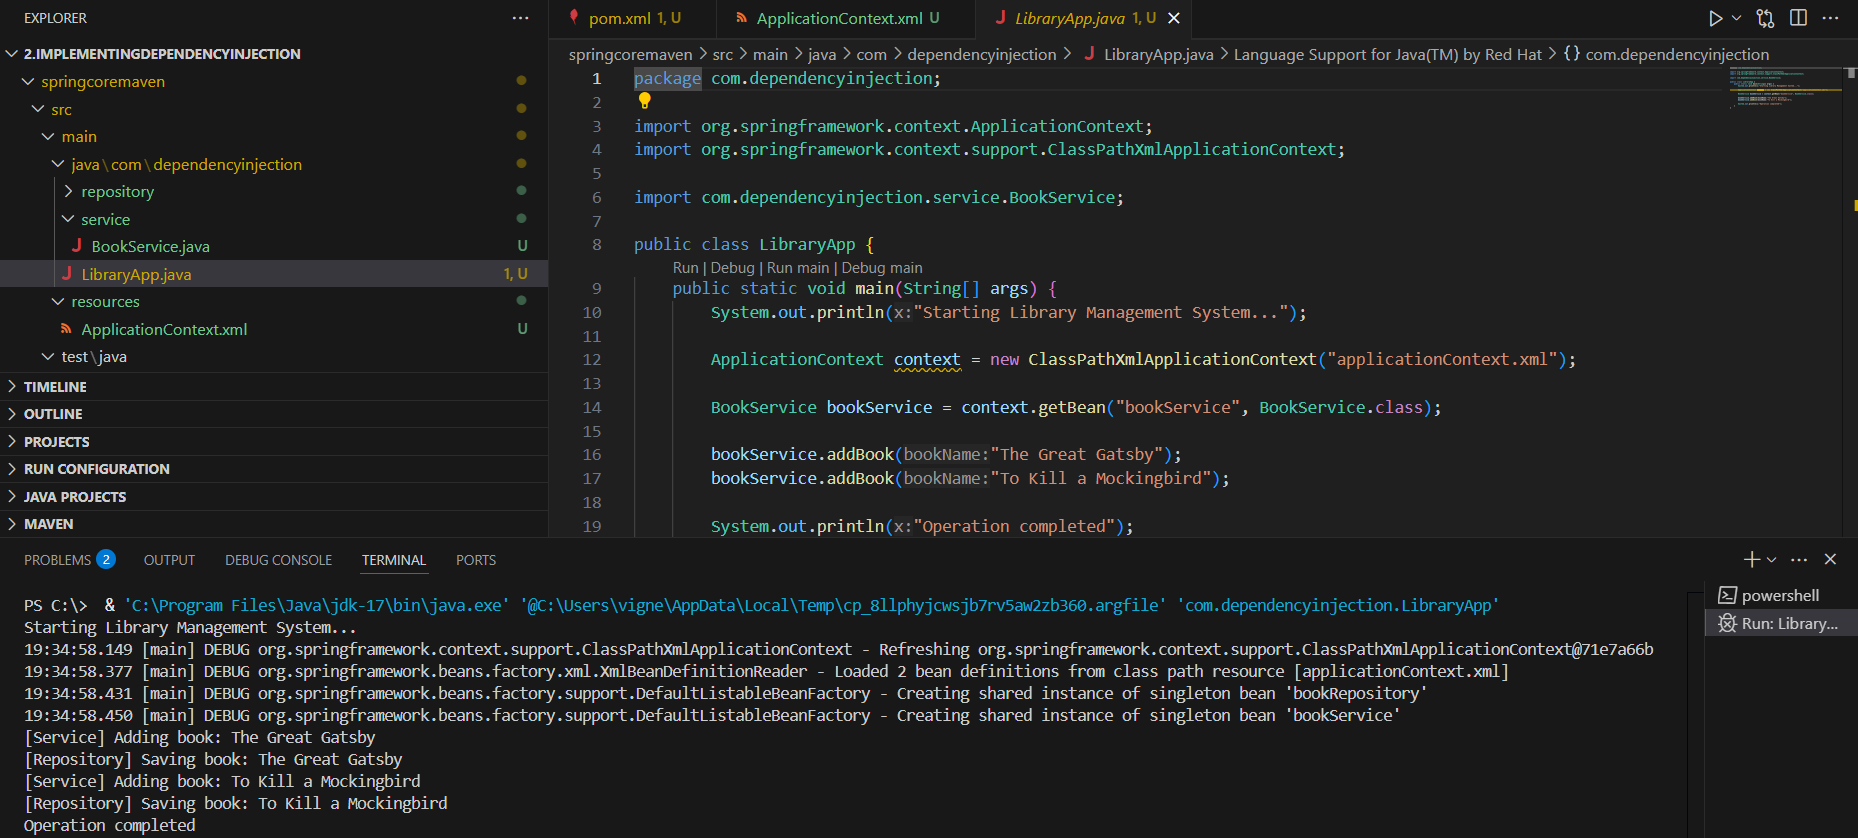 EXPLORER
2.IMPLEMENTINGDEPENDENCYINJECTION
springcoremaven
src
main
java\com\dependencyinjection
repository
service
BookService.java U
LibraryApp.java 1, U
resources
ApplicationContext.xml U
test\java
TIMELINE
OUTLINE
PROJECTS
RUN CONFIGURATION
JAVA PROJECTS
MAVEN
pom.xml 1, U ApplicationContext.xml U LibraryApp.java 1, U
springcoremaven > src > main > java > com > dependencyinjection > LibraryApp.java > Language Support for Java(TM) by Red Hat > {} com.dependencyinjection
1 package com.dependencyinjection;
2
3 import org.springframework.context.ApplicationContext;
4 import org.springframework.context.support.ClassPathXmlApplicationContext;
5
6 import com.dependencyinjection.service.BookService;
7
8 public class LibraryApp {
Run | Debug | Run main | Debug main
9 public static void main(String[] args) {
10 System.out.println(x:"Starting Library Management System...");
11
12 ApplicationContext context = new ClassPathXmlApplicationContext("applicationContext.xml");
13
14 BookService bookService = context.getBean("bookService", BookService.class);
15
16 bookService.addBook(bookName:"The Great Gatsby");
17 bookService.addBook(bookName:"To Kill a Mockingbird");
18
19 System.out.println(x:"Operation completed");
PROBLEMS 2 OUTPUT DEBUG CONSOLE TERMINAL PORTS
PS C:\> & 'C:\Program Files\Java\jdk-17\bin\java.exe' '@C:\Users\vigne\AppData\Local\Temp\cp_8llphyjcwsjb7rv5aw2zb360.argfile' 'com.dependencyinjection.LibraryApp'
Starting Library Management System...
19:34:58.149 [main] DEBUG org.springframework.context.support.ClassPathXmlApplicationContext - Refreshing org.springframework.context.support.ClassPathXmlApplicationContext@71e7a66b
19:34:58.377 [main] DEBUG org.springframework.beans.factory.xml.XmlBeanDefinitionReader - Loaded 2 bean definitions from class path resource [applicationContext.xml]
19:34:58.431 [main] DEBUG org.springframework.beans.factory.support.DefaultListableBeanFactory - Creating shared instance of singleton bean 'bookRepository'
19:34:58.450 [main] DEBUG org.springframework.beans.factory.support.DefaultListableBeanFactory - Creating shared instance of singleton bean 'bookService'
[Service] Adding book: The Great Gatsby
[Repository] Saving book: The Great Gatsby
[Service] Adding book: To Kill a Mockingbird
[Repository] Saving book: To Kill a Mockingbird
Operation completed
powershell
Run: Library...